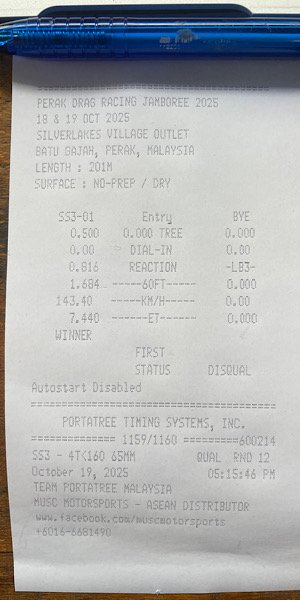 PERAK DRAG RACING JAMBOREE 2025
18 & 19 OCT 2025
SILVERLAKES VILLAGE OUTLET
BATU GAJAH, PERAK, MALAYSIA
LENGTH : 201M
SURFACE : NO-PREP / DRY
SS3-01 Entry BYE
0.500 0.000 TREE 0.000
0.00 DIAL-IN 0.00
0.816 REACTION -LB3-
1.684 ------60FT------ 0.000
143.40 ------KM/H------ 0.00
7.440 -------ET------- 0.000
WINNER
FIRST
STATUS DISQUAL
Autostart Disabled
========================================
PORTATREE TIMING SYSTEMS, INC.
============= 1159/1160 =========600214
SS3 - 4TK160 65MM QUAL RND 12
October 19, 2025 05:15:46 PM
TEAM PORTATREE MALAYSIA
MUSC MOTORSPORTS - ASEAN DISTRIBUTOR
www.facebook.com/muscmotorsports
+6016-6681490